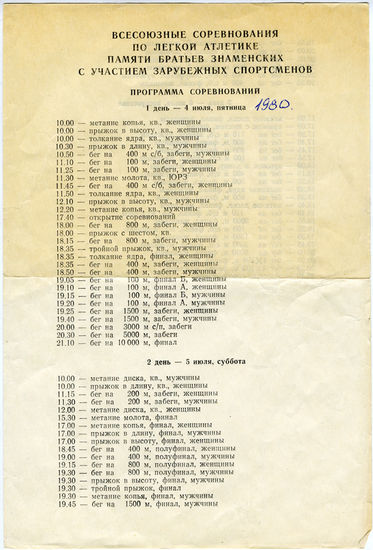 ВСЕСОЮЗНЫЕ СОРЕВНОВАНИЯ
ПО ЛЕГКОЙ АТЛЕТИКЕ
ПАМЯТИ БРАТЬЕВ ЗНАМЕНСКИХ
С УЧАСТИЕМ ЗАРУБЕЖНЫХ СПОРТСМЕНОВ
ПРОГРАММА СОРЕВНОВАНИЙ
1 день — 4 июля, пятница 1980.
10.00 — метание копья, кв., женщины
10.00 — прыжок в высоту, кв., женщины
10.00 — толкание ядра, кв., мужчины
10.30 — прыжок в длину, кв., мужчины
10.50 — бег на 400 м с/б, забеги, мужчины
11.10 — бег на 100 м, забеги, женщины
11.25 — бег на 100 м, забеги, мужчины
11.30 — метание молота, кв., ЮРЗ
11.45 — бег на 400 м с/б, забеги, женщины
11.50 — толкание ядра, кв., женщины
12.10 — прыжок в высоту, кв., мужчины
12.20 — метание копья, кв., мужчины
17.40 — открытие соревнований
18.00 — бег на 800 м, забеги, женщины
18.00 — прыжок с шестом, кв.
18.15 — бег на 800 м, забеги, мужчины
18.35 — тройной прыжок, кв., мужчины
18.35 — толкание ядра, финал, женщины
18.35 — бег на 400 м, забеги, женщины
18.50 — бег на 400 м, забеги, мужчины
19.05 — бег на 100 м, финал Б, женщины
19.10 — бег на 100 м, финал А, женщины
19.15 — бег на 100 м, финал Б, мужчины
19.20 — бег на 100 м, финал А, мужчины
19.25 — бег на 1500 м, забеги, женщины
19.40 — бег на 1500 м, забеги, мужчины
20.00 — бег на 3000 м с/п, забеги
20.30 — бег на 5000 м, забеги
21.10 — бег на 10 000 м, финал
2 день — 5 июля, суббота
10.00 — метание диска, кв., мужчины
10.00 — прыжок в длину, кв., женщины
11.15 — бег на 200 м, забеги, женщины
11.30 — бег на 200 м, забеги, мужчины
12.00 — метание диска, кв., женщины
15.30 — метание молота, финал
17.00 — метание копья, финал, женщины
17.00 — прыжок в длину, финал, мужчины
17.00 — прыжок в высоту, финал, женщины
18.45 — бег на 400 м, полуфинал, женщины
19.00 — бег на 400 м, полуфинал, мужчины
19.15 — бег на 800 м, полуфинал, женщины
19.30 — бег на 800 м, полуфинал, мужчины
19.30 — прыжок в высоту, финал, мужчины
19.30 — тройной прыжок, финал
19.30 — метание копья, финал, мужчины
19.45 — бег на 1500 м, финал, мужчины